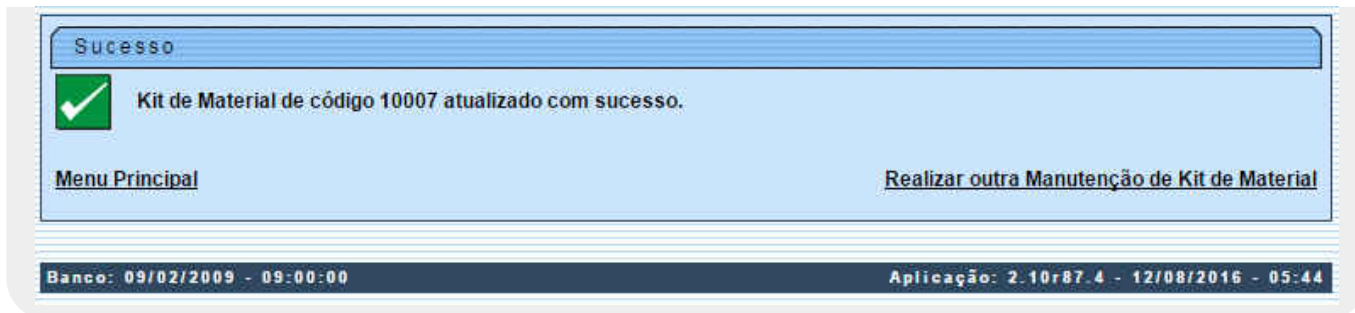 Sucesso
Kit de Material de código 10007 atualizado com sucesso.
Menu Principal Realizar outra Manutenção de Kit de Material
Banco: 09/02/2009 - 09:00:00 Aplicação: 2.10r87.4 - 12/08/2016 - 05:44